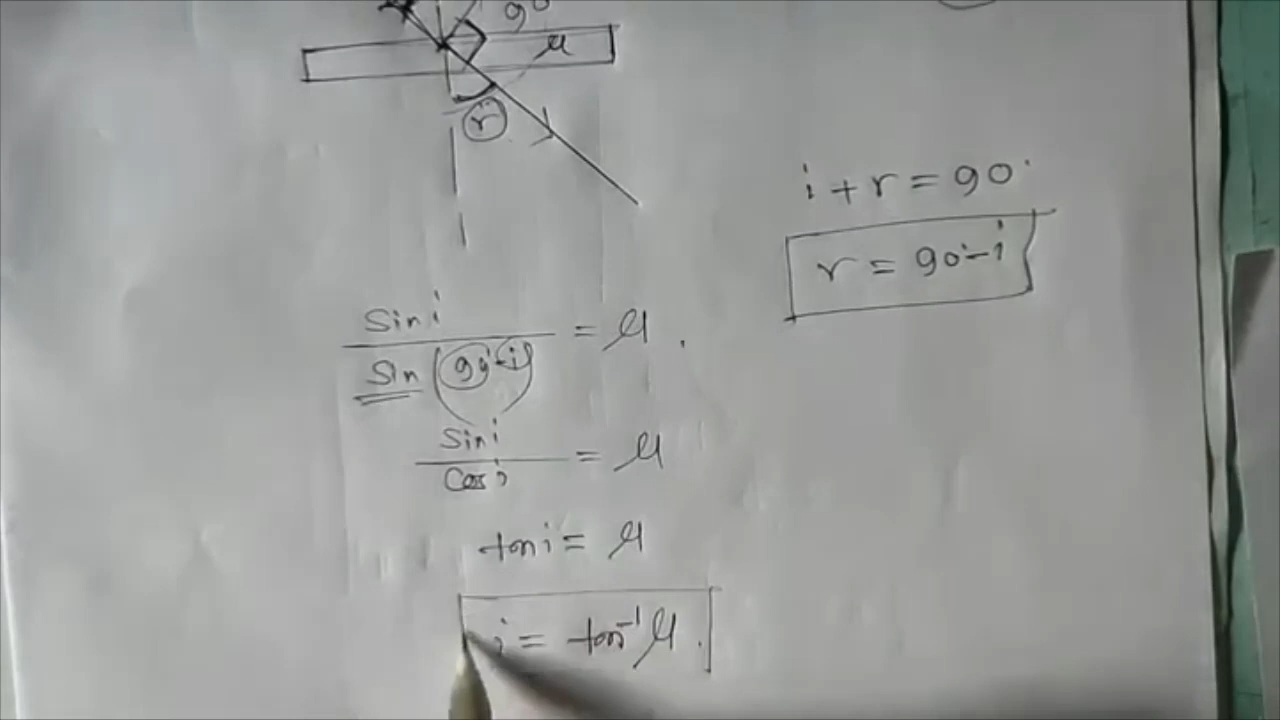 90
μ
r
i + r = 90°
r = 90° - i
sin i
= μ .
sin (90° - i)
sin i
= μ
cos i
tan i = μ
i = tan⁻¹ μ .